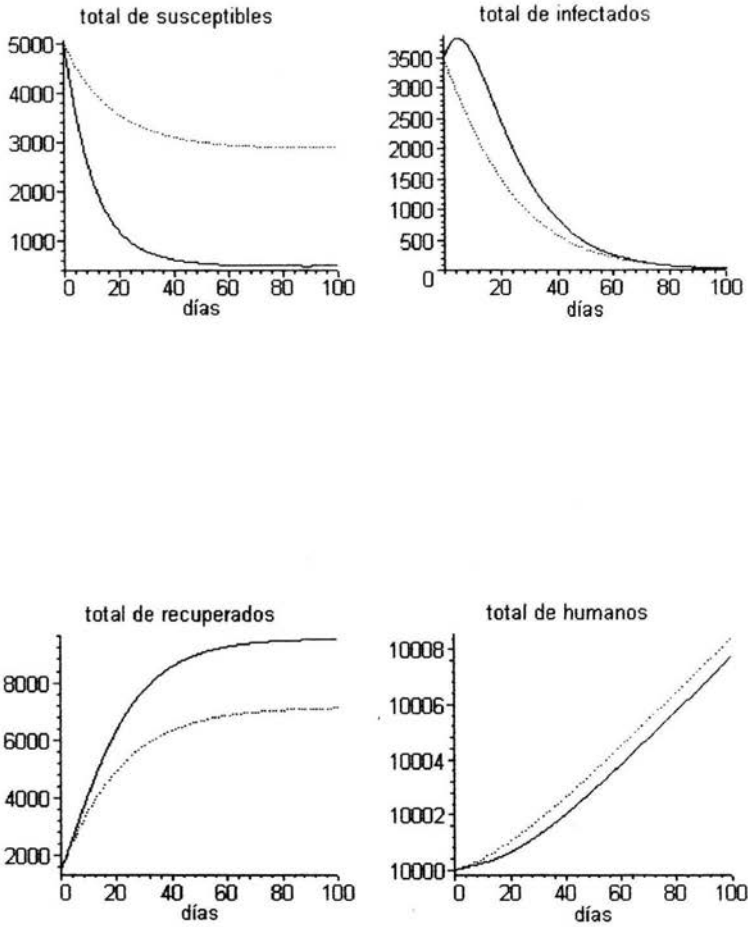 total de susceptibles
5000
4000
3000
2000
1000
0 20 40 60 80 100
días
total de infectados
3500
3000
2500
2000
1500
1000
500
0
20 40 60 80 100
días
total de recuperados
8000
6000
4000
2000
0 20 40 60 80 100
días
total de humanos
10008
10006
10004
10002
10000
0 20 40 60 80 100
días